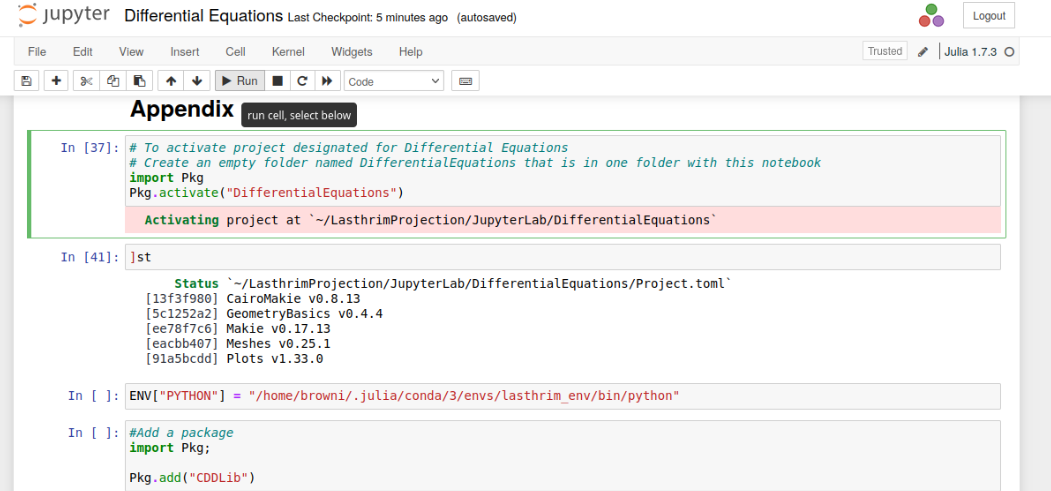 jupyter Differential Equations Last Checkpoint: 5 minutes ago (autosaved) Logout
File Edit View Insert Cell Kernel Widgets Help Trusted Julia 1.7.3
Run Code
Appendix
run cell, select below
In [37]: # To activate project designated for Differential Equations
# Create an empty folder named DifferentialEquations that is in one folder with this notebook
import Pkg
Pkg.activate("DifferentialEquations")
Activating project at `~/LasthrimProjection/JupyterLab/DifferentialEquations`
In [41]: ]st
Status `~/LasthrimProjection/JupyterLab/DifferentialEquations/Project.toml`
[13f3f980] CairoMakie v0.8.13
[5c1252a2] GeometryBasics v0.4.4
[ee78f7c6] Makie v0.17.13
[eacbb407] Meshes v0.25.1
[91a5bcdd] Plots v1.33.0
In [ ]: ENV["PYTHON"] = "/home/browni/.julia/conda/3/envs/lasthrim_env/bin/python"
In [ ]: #Add a package
import Pkg;
Pkg.add("CDDLib")